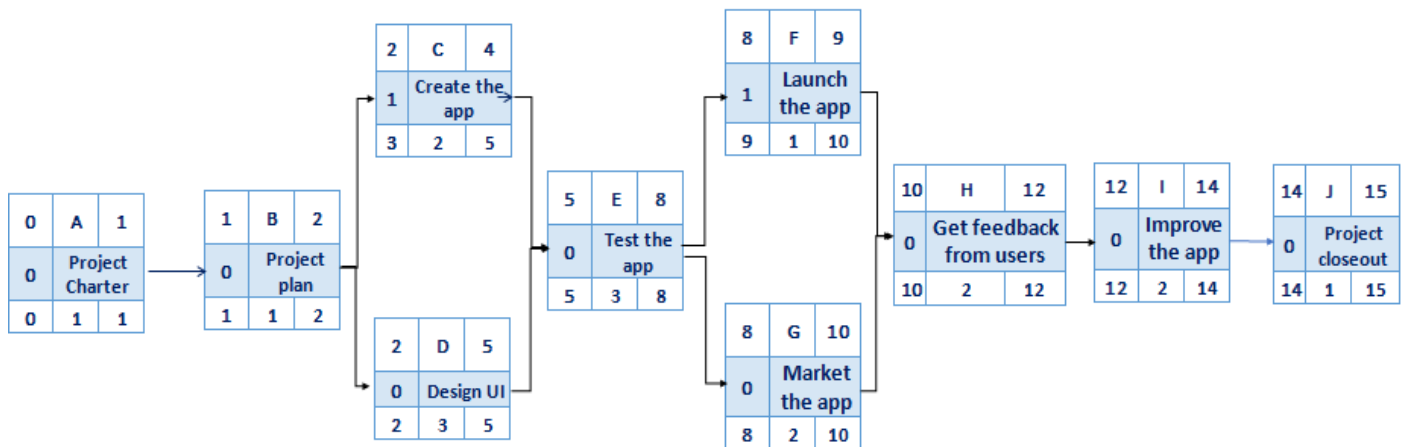 0 A 1
0 Project
Charter
0 1 1
1 B 2
0 Project
plan
1 1 2
2 C 4
1 Create the
app
3 2 5
2 D 5
0 Design UI
2 3 5
5 E 8
0 Test the
app
5 3 8
8 F 9
1 Launch
the app
9 1 10
8 G 10
0 Market
the app
8 2 10
10 H 12
0 Get feedback
from users
10 2 12
12 I 14
0 Improve
the app
12 2 14
14 J 15
0 Project
closeout
14 1 15